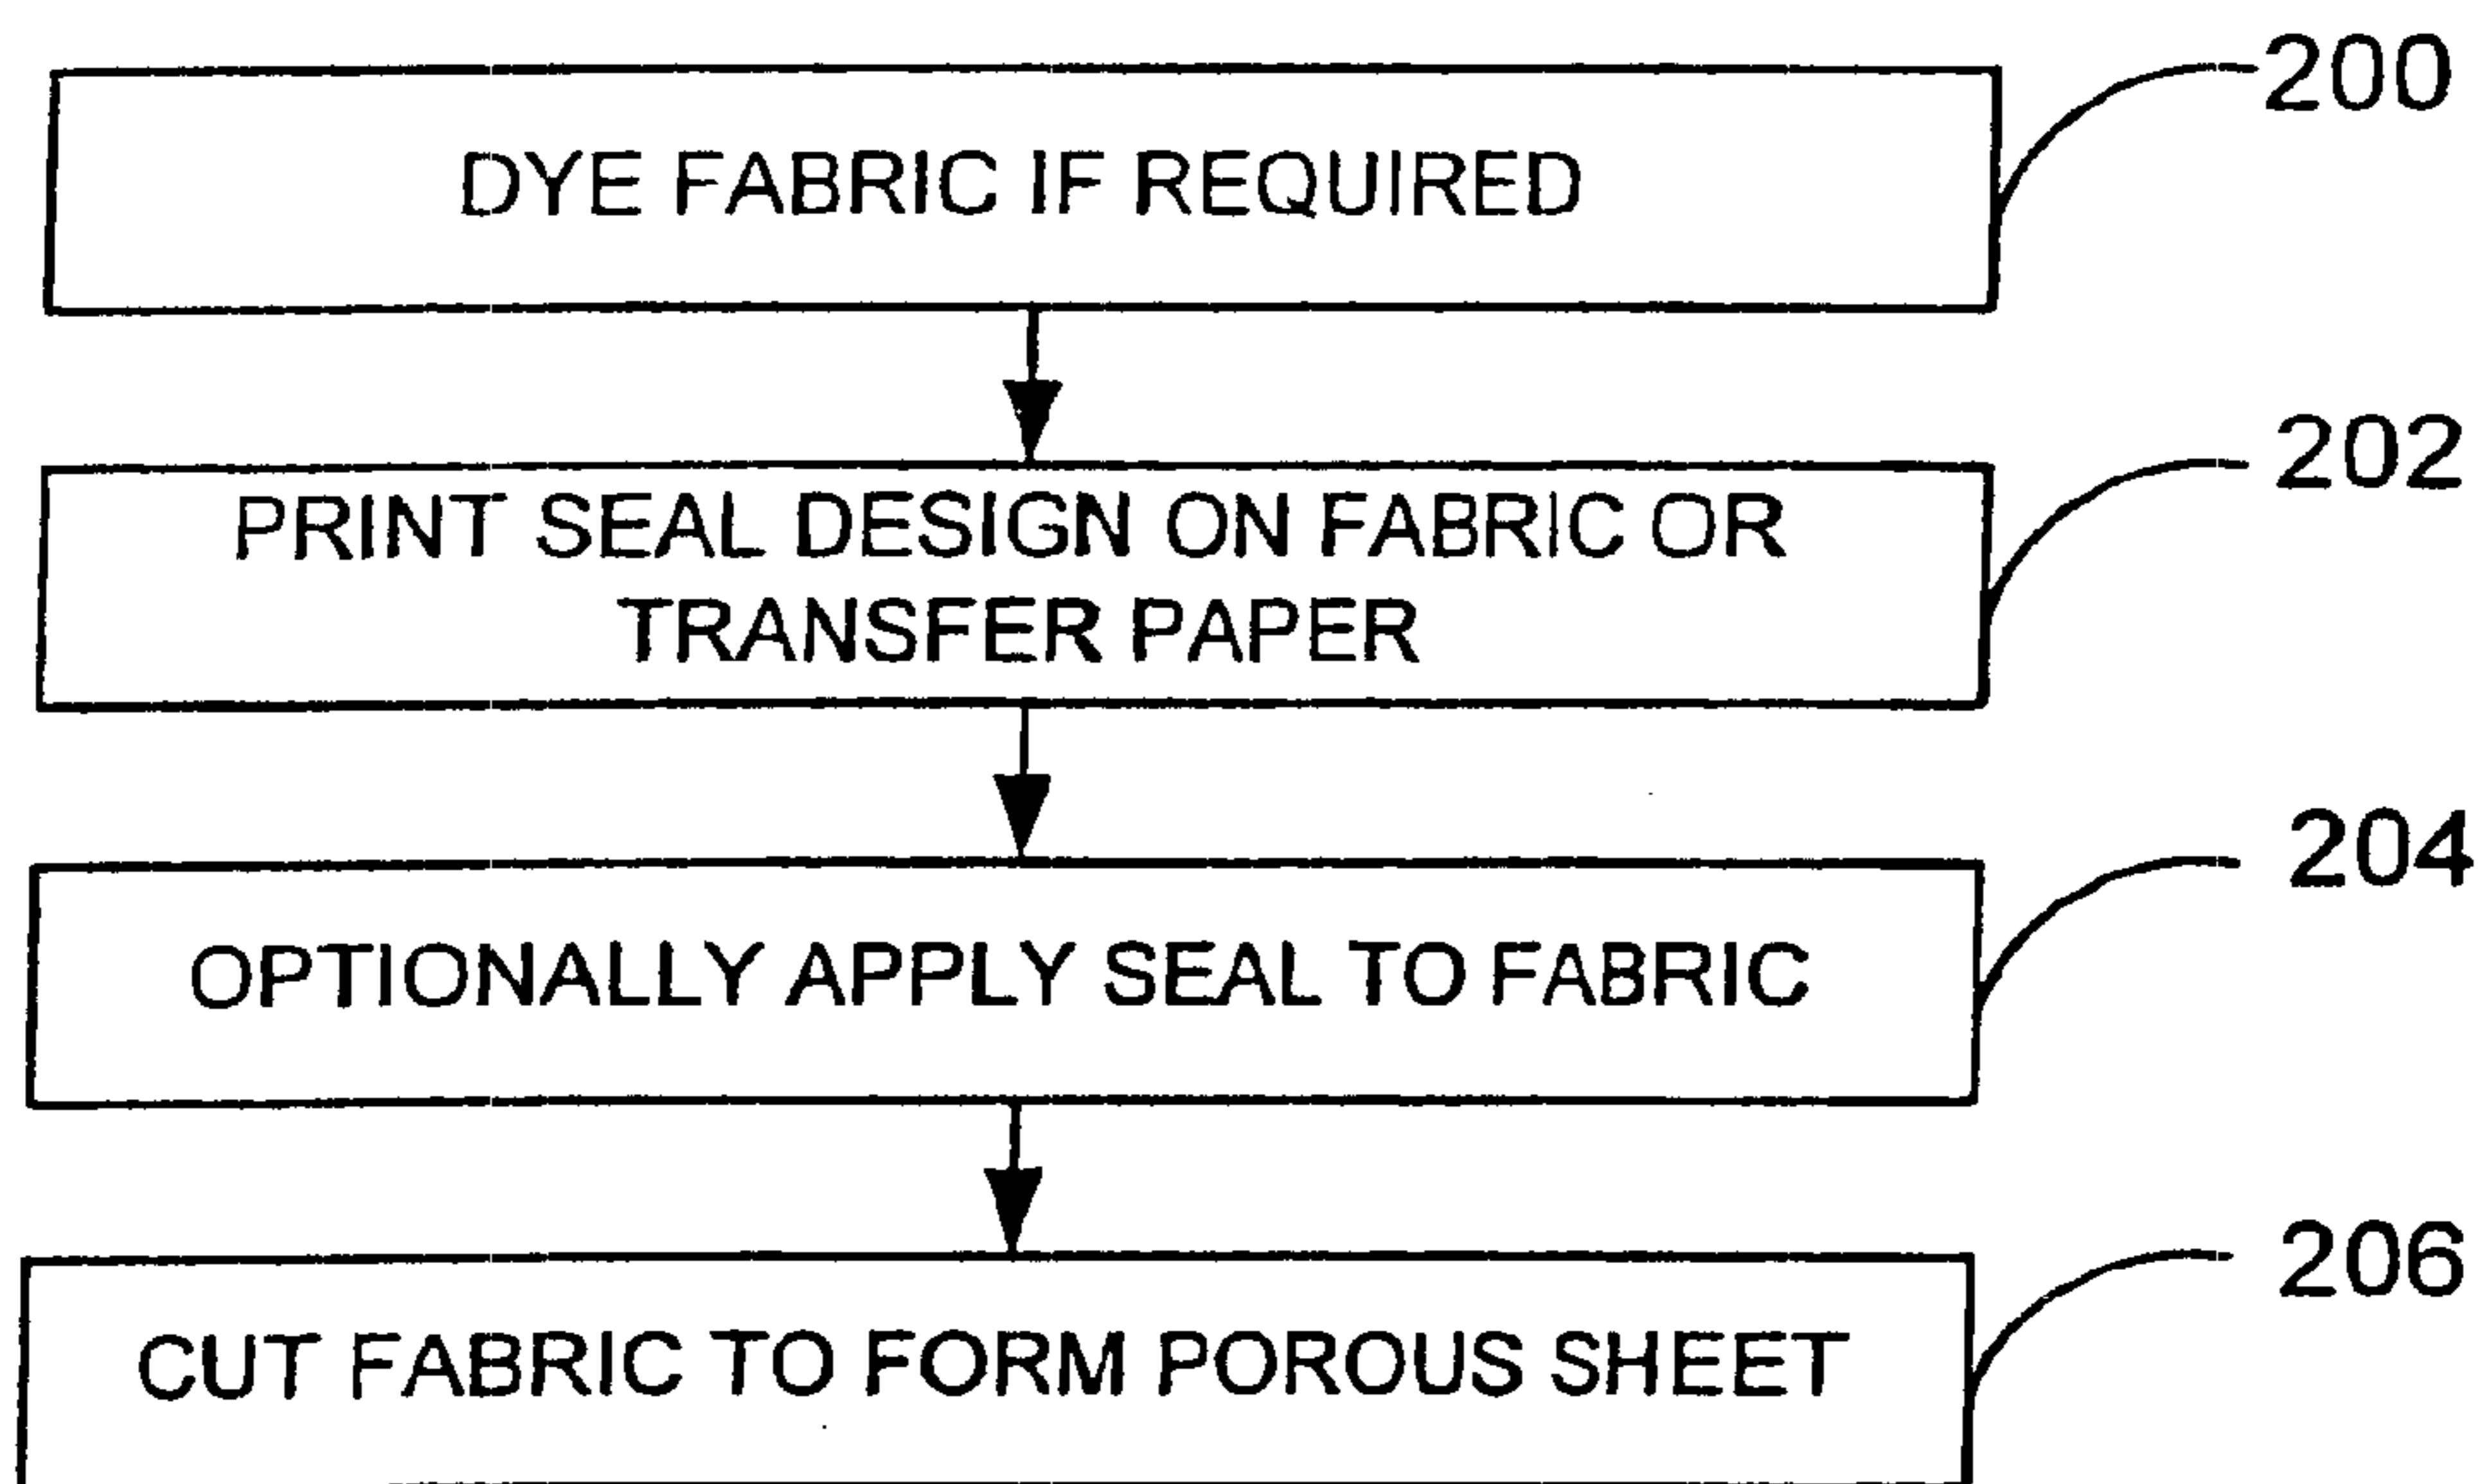 200
DYE FABRIC IF REQUIRED
202
PRINT SEAL DESIGN ON FABRIC OR
TRANSFER PAPER
204
OPTIONALLY APPLY SEAL TO FABRIC
206
CUT FABRIC TO FORM POROUS SHEET